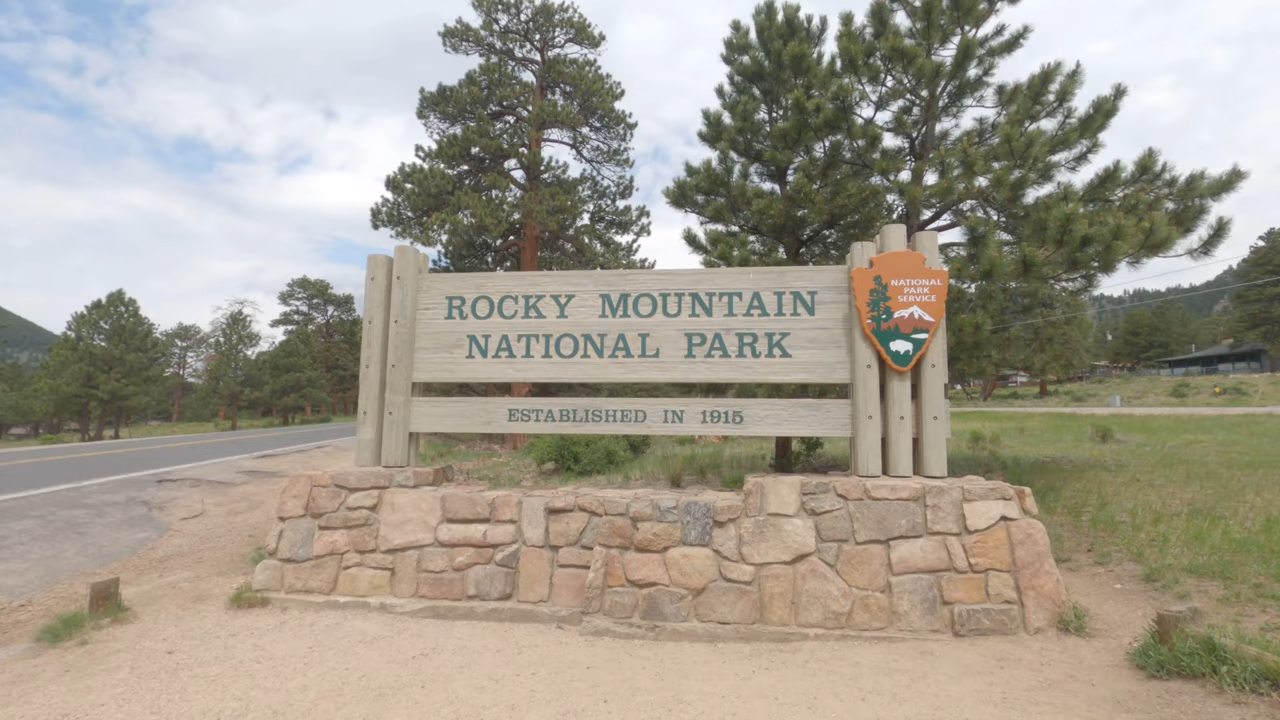 ROCKY MOUNTAIN
NATIONAL PARK
ESTABLISHED IN 1915
NATIONAL
PARK
SERVICE